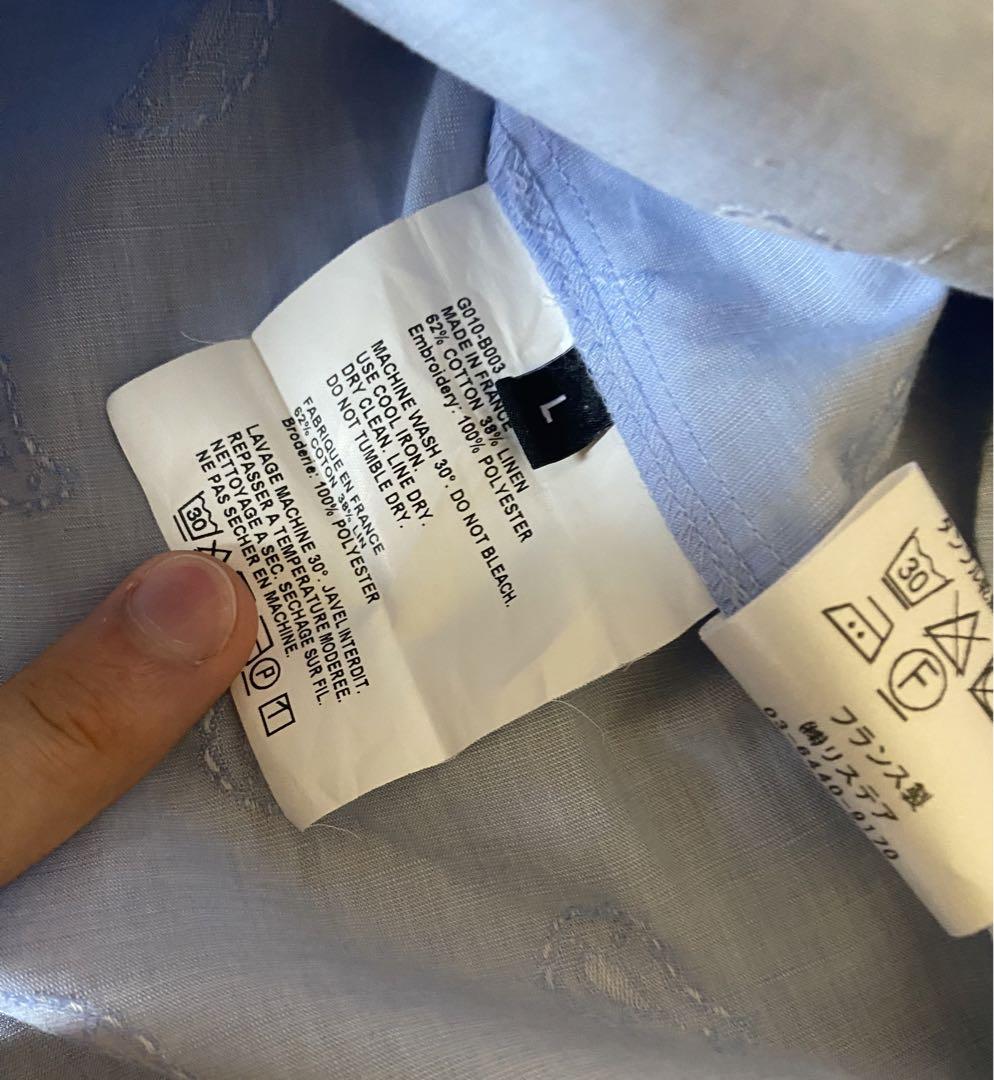 L
G010-B003
MADE IN FRANCE
62% COTTON 38% LINEN
Embroidery: 100% POLYESTER
MACHINE WASH 30°. DO NOT BLEACH.
USE COOL IRON.
DRY CLEAN. LINE DRY.
DO NOT TUMBLE DRY.
FABRIQUE EN FRANCE
62% COTON 38% LIN
Broderie: 100% POLYESTER
LAVAGE MACHINE 30°. JAVEL INTERDIT.
REPASSER A TEMPERATURE MODEREE.
NETTOYAGE A SEC. SECHAGE SUR FIL.
NE PAS SECHER EN MACHINE.
30
P
30
F
フランス製
㈱リステア
03-6440-9170